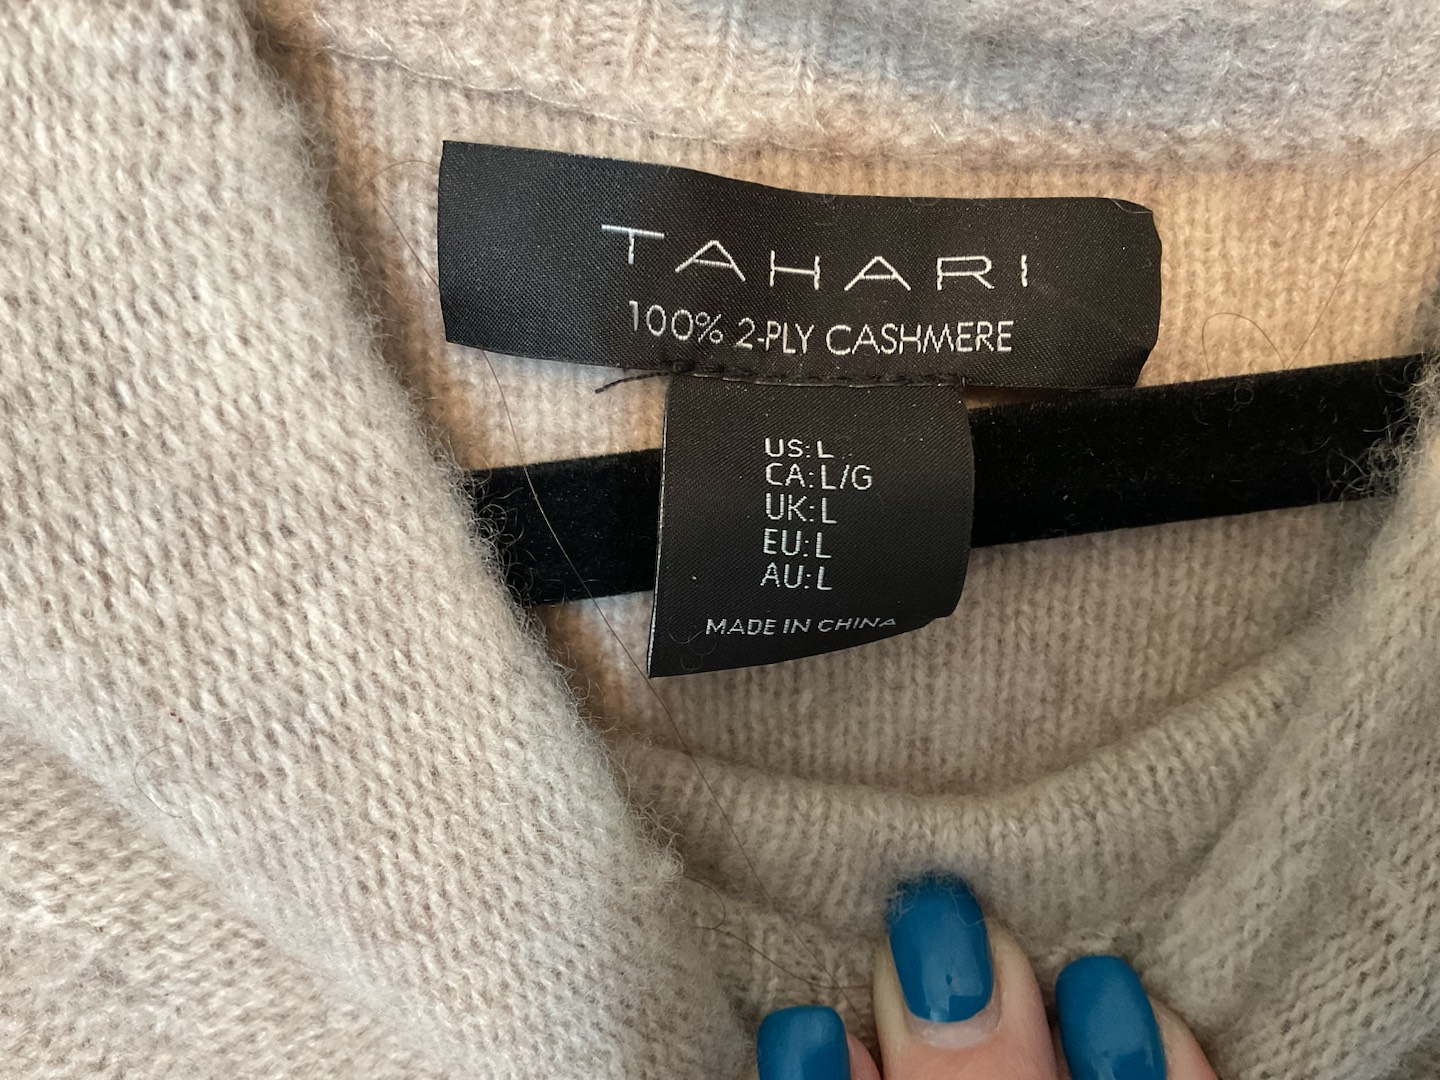 TAHARI
100% 2-PLY CASHMERE
US: L
CA: L/G
UK: L
EU: L
AU: L
MADE IN CHINA